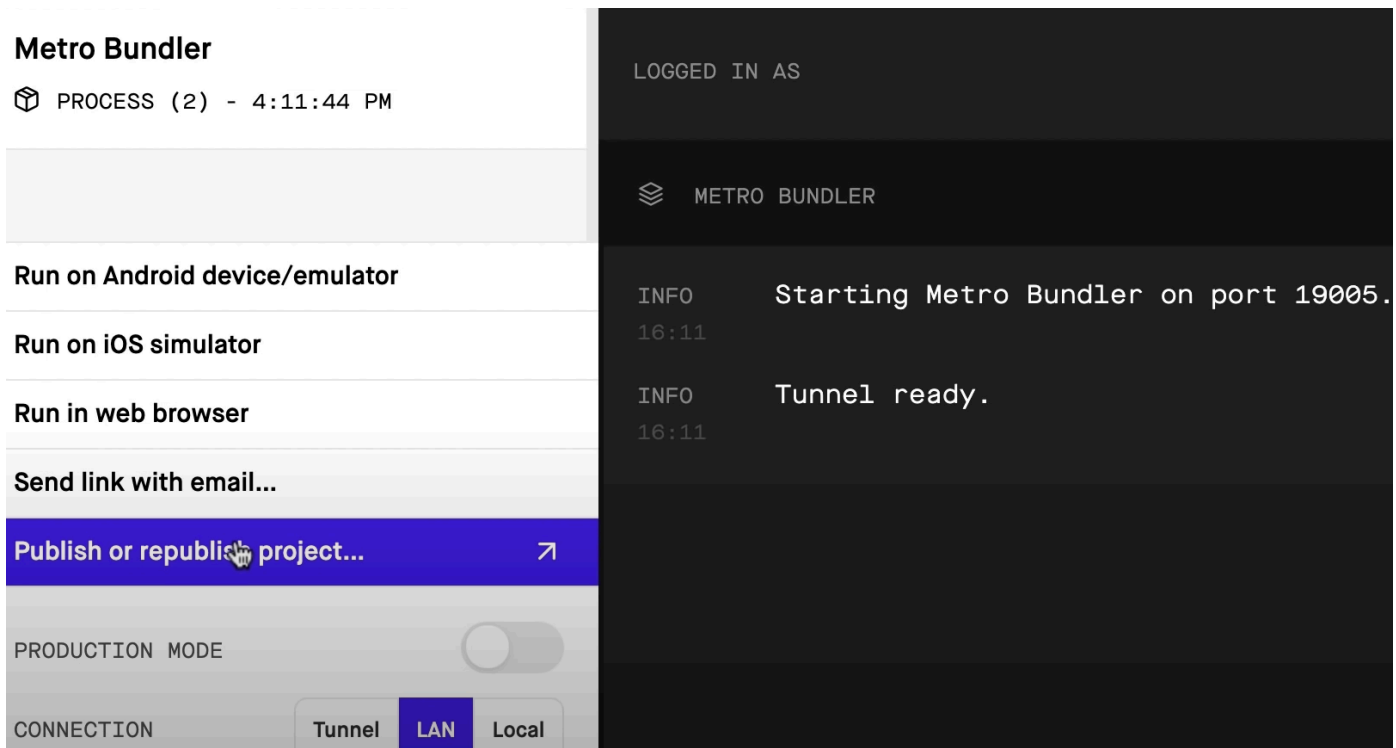 Metro Bundler
PROCESS (2) - 4:11:44 PM
Run on Android device/emulator
Run on iOS simulator
Run in web browser
Send link with email...
Publish or republish project...
PRODUCTION MODE
CONNECTION
Tunnel
LAN
Local
LOGGED IN AS
METRO BUNDLER
INFO Starting Metro Bundler on port 19005.
16:11
INFO Tunnel ready.
16:11